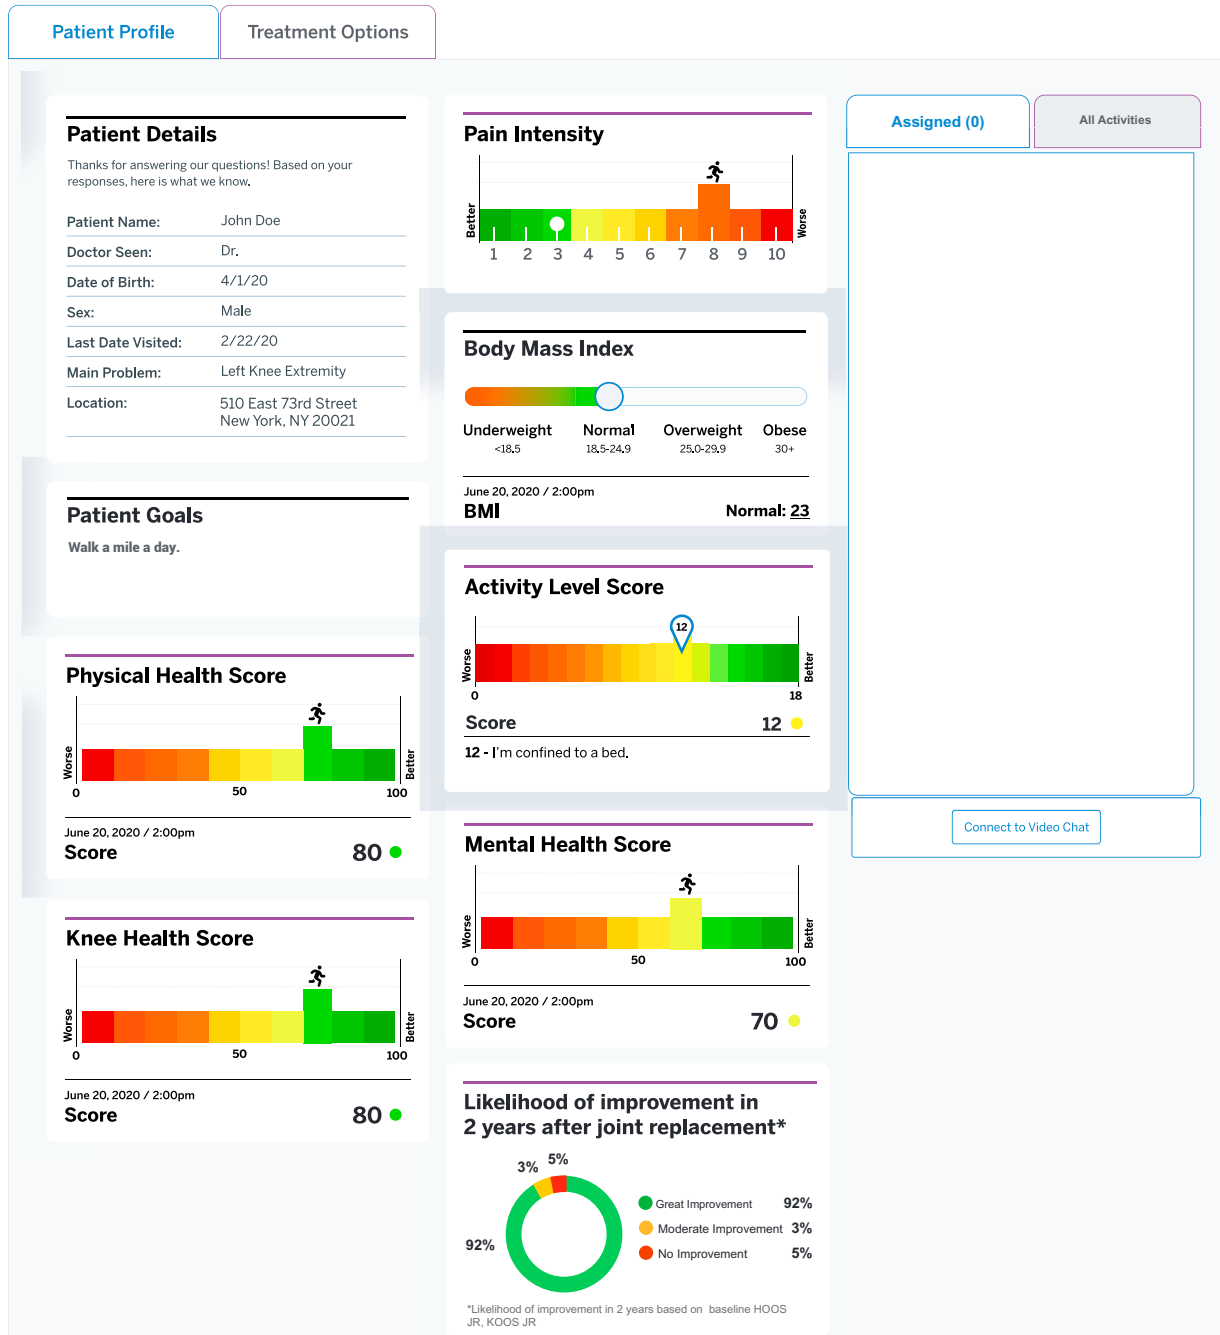 Patient Profile
Treatment Options
Patient Details
Thanks for answering our questions! Based on your
responses, here is what we know.
Patient Name: John Doe
Doctor Seen: Dr.
Date of Birth: 4/1/20
Sex: Male
Last Date Visited: 2/22/20
Main Problem: Left Knee Extremity
Location: 510 East 73rd Street
New York, NY 20021
Patient Goals
Walk a mile a day.
Physical Health Score
Worse
Better
0 50 100
June 20, 2020 / 2:00pm
Score 80
Knee Health Score
Worse
Better
0 50 100
June 20, 2020 / 2:00pm
Score 80
Pain Intensity
Better
Worse
1 2 3 4 5 6 7 8 9 10
Body Mass Index
Underweight Normal Overweight Obese
<18.5 18.5-24.9 25.0-29.9 30+
June 20, 2020 / 2:00pm
BMI Normal: 23
Activity Level Score
12
Worse
Better
0 18
Score 12
12 - I'm confined to a bed.
Mental Health Score
Worse
Better
0 50 100
June 20, 2020 / 2:00pm
Score 70
Likelihood of improvement in
2 years after joint replacement*
3% 5%
92%
Great Improvement 92%
Moderate Improvement 3%
No Improvement 5%
*Likelihood of improvement in 2 years based on baseline HOOS
JR, KOOS JR
Assigned (0)
All Activities
Connect to Video Chat